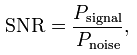 SNR = P_signal / P_noise,